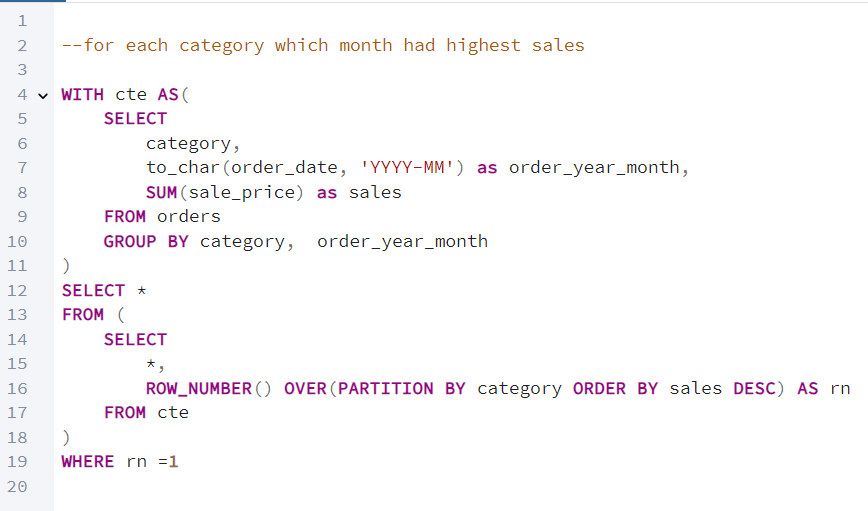 1
2 --for each category which month had highest sales
3
4 WITH cte AS(
5 SELECT
6 category,
7 to_char(order_date, 'YYYY-MM') as order_year_month,
8 SUM(sale_price) as sales
9 FROM orders
10 GROUP BY category,  order_year_month
11 )
12 SELECT *
13 FROM (
14 SELECT
15 *,
16 ROW_NUMBER() OVER(PARTITION BY category ORDER BY sales DESC) AS rn
17 FROM cte
18 )
19 WHERE rn =1
20